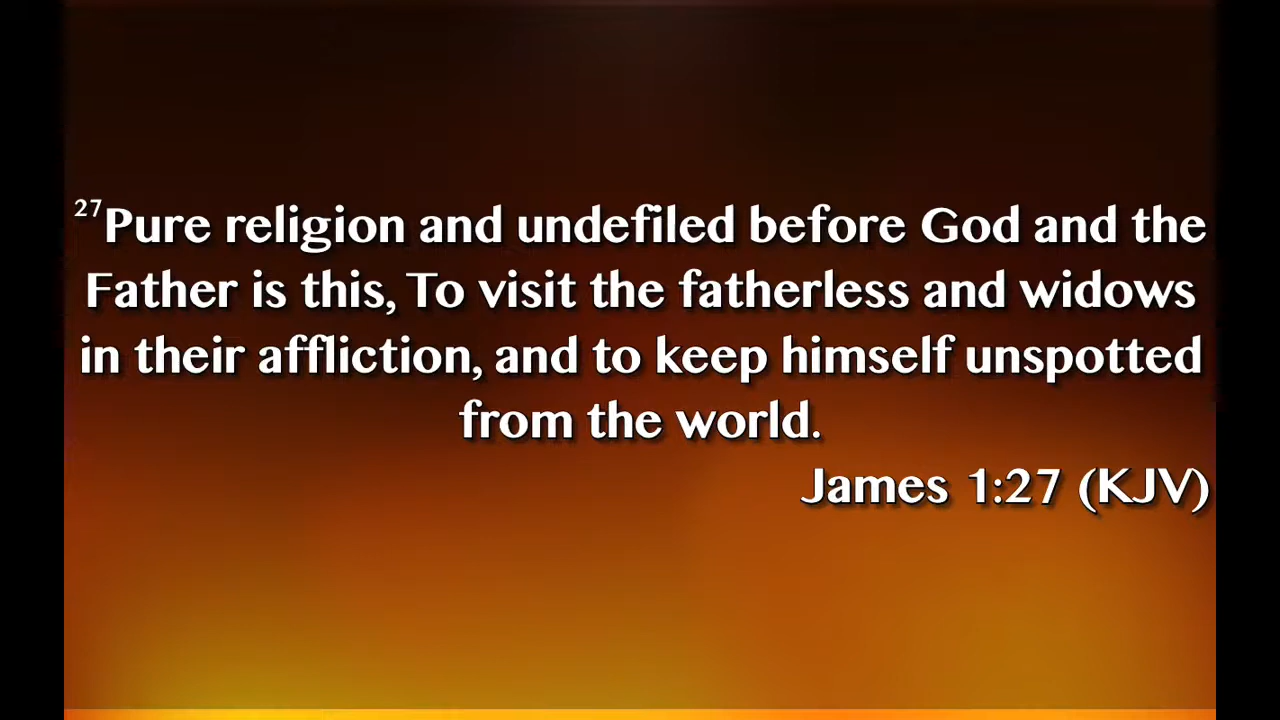 27Pure religion and undefiled before God and the
Father is this, To visit the fatherless and widows
in their affliction, and to keep himself unspotted
from the world.
James 1:27 (KJV)